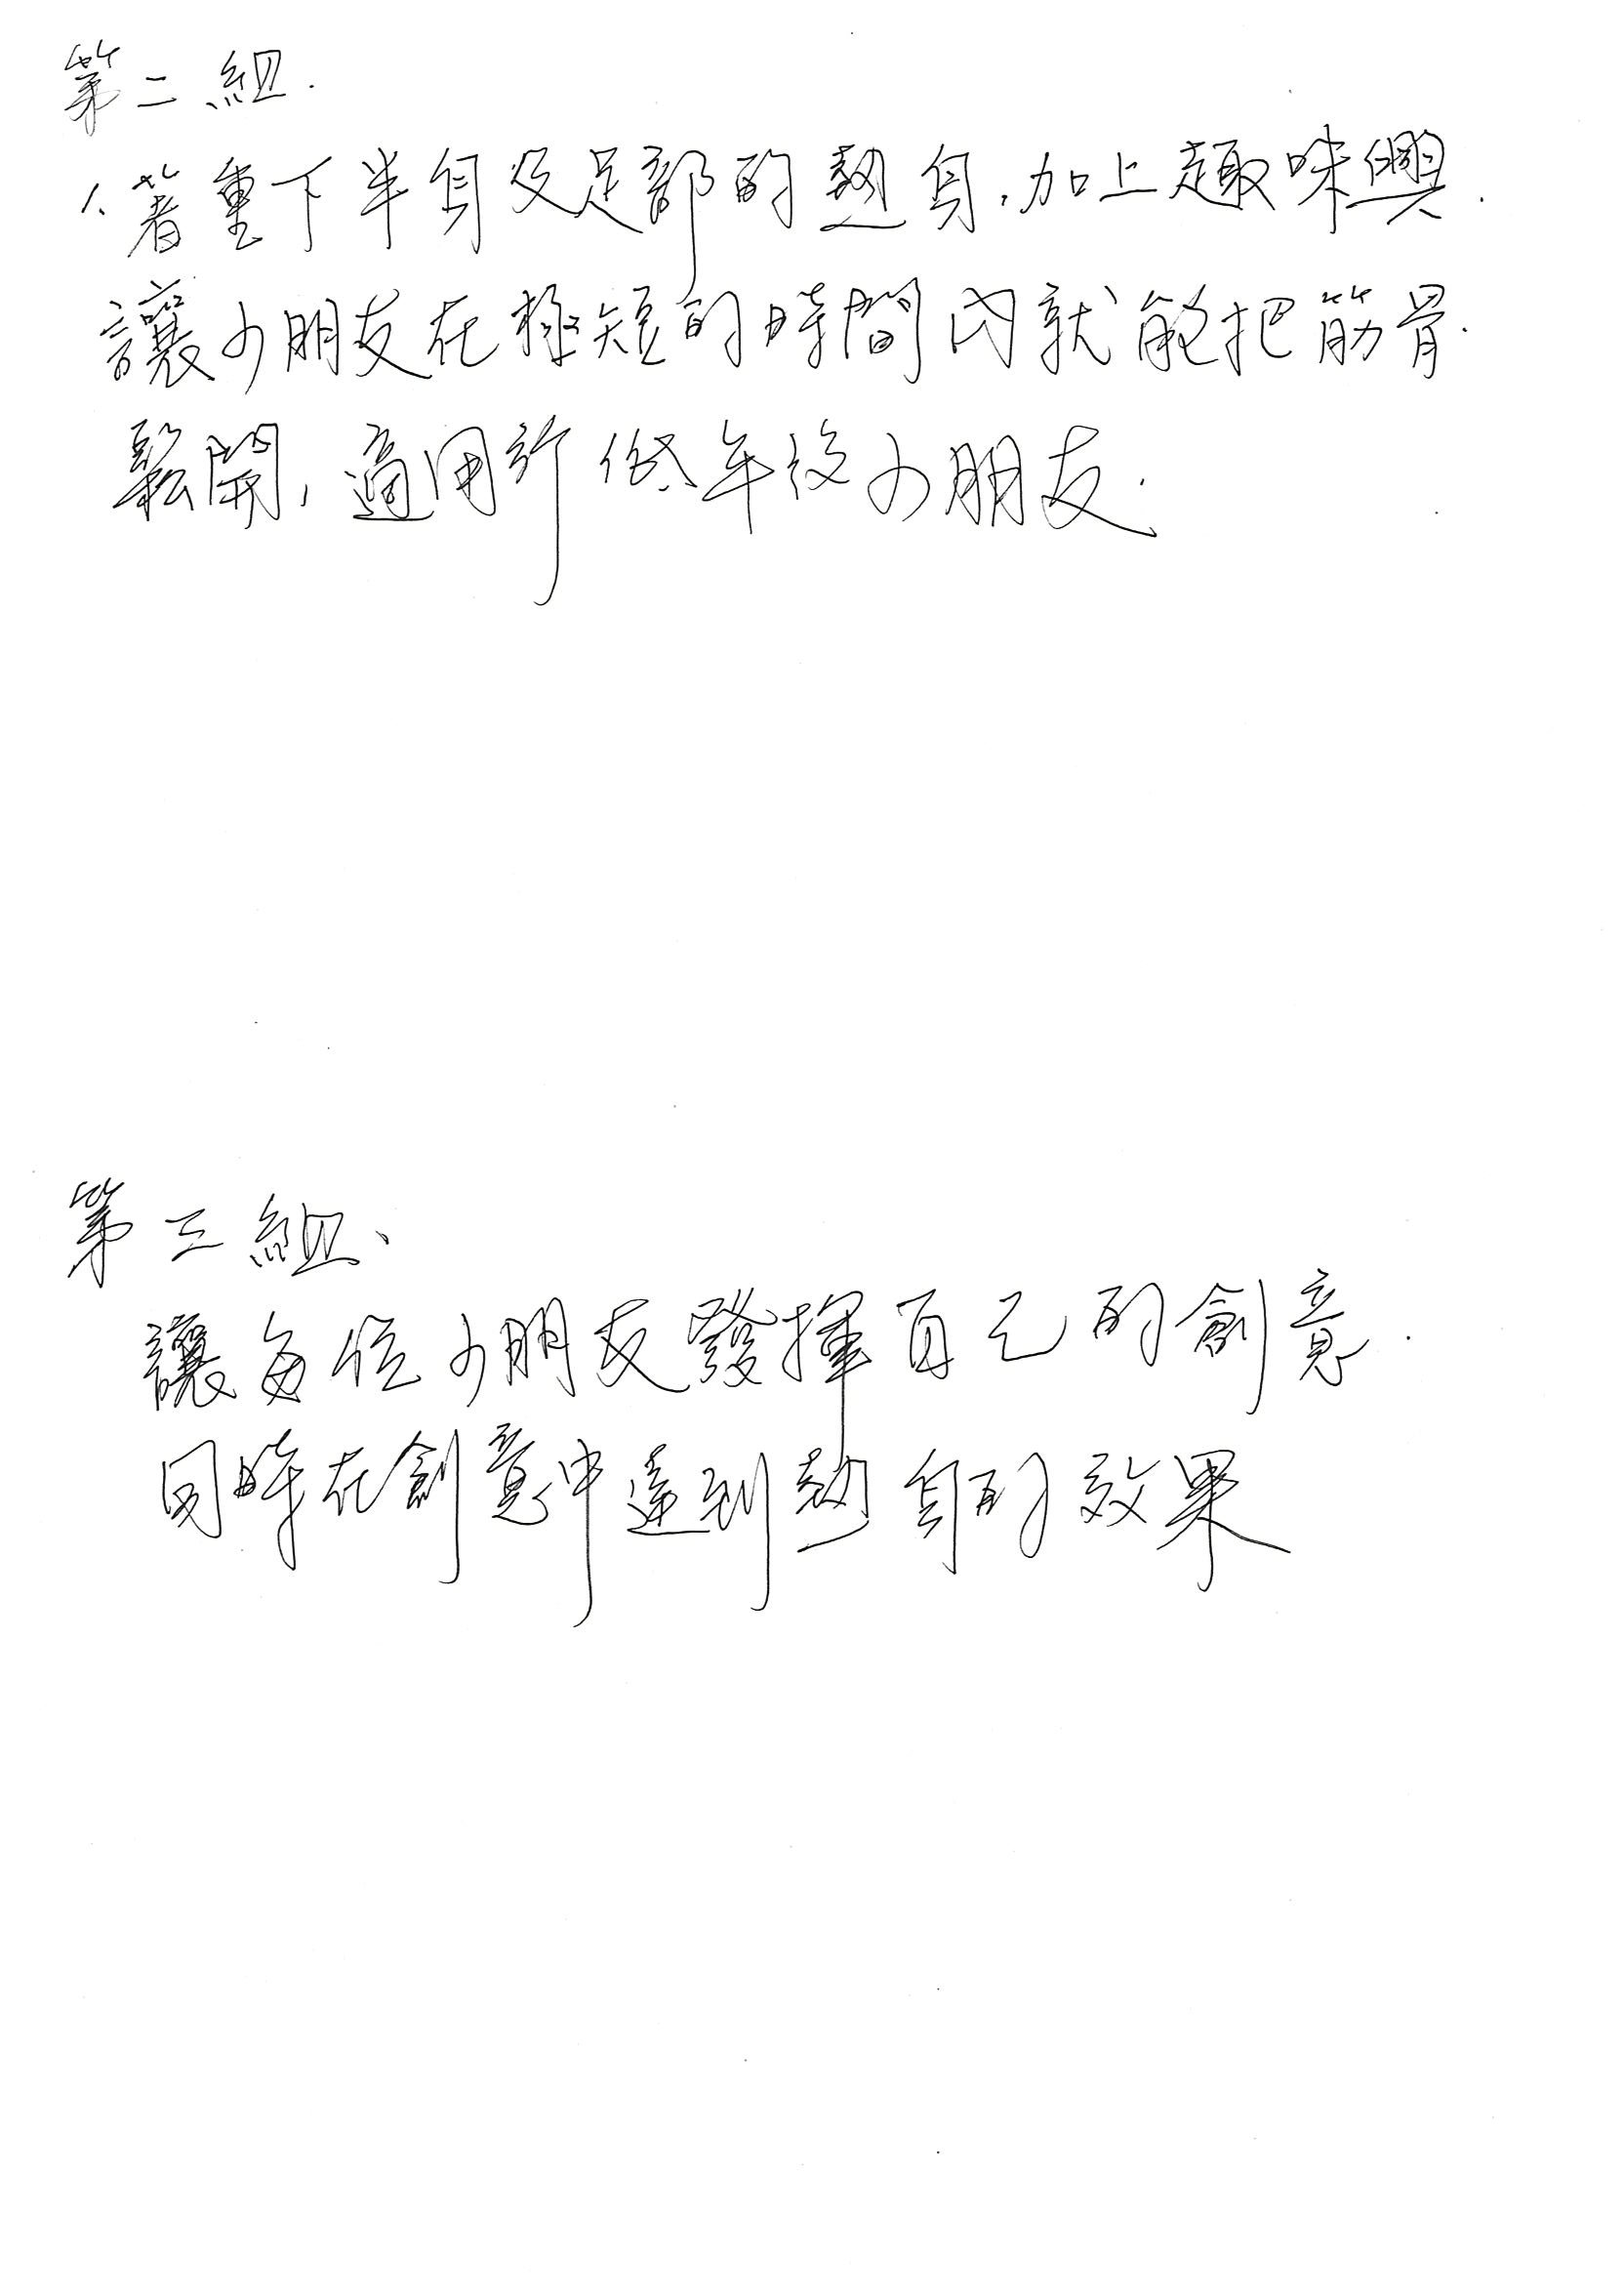 第二組.
1. 著重下半身及足部的熱身,加上趣味興.
讓小朋友在極短的時間內就能把筋骨.
鬆開,適用於低年級小朋友.
第三組、
讓每位小朋友發揮自己的創意.
同時在創意中達到熱身的效果